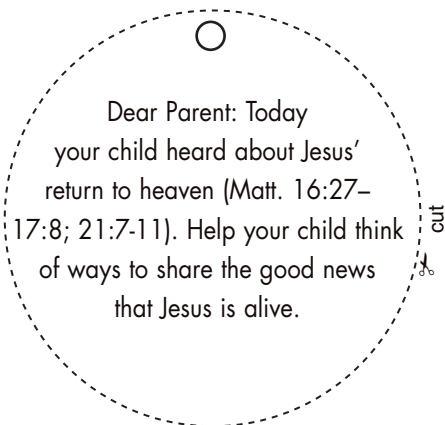 Dear Parent: Today
your child heard about Jesus’
return to heaven (Matt. 16:27–
17:8; 21:7-11). Help your child think
of ways to share the good news
that Jesus is alive.
cut